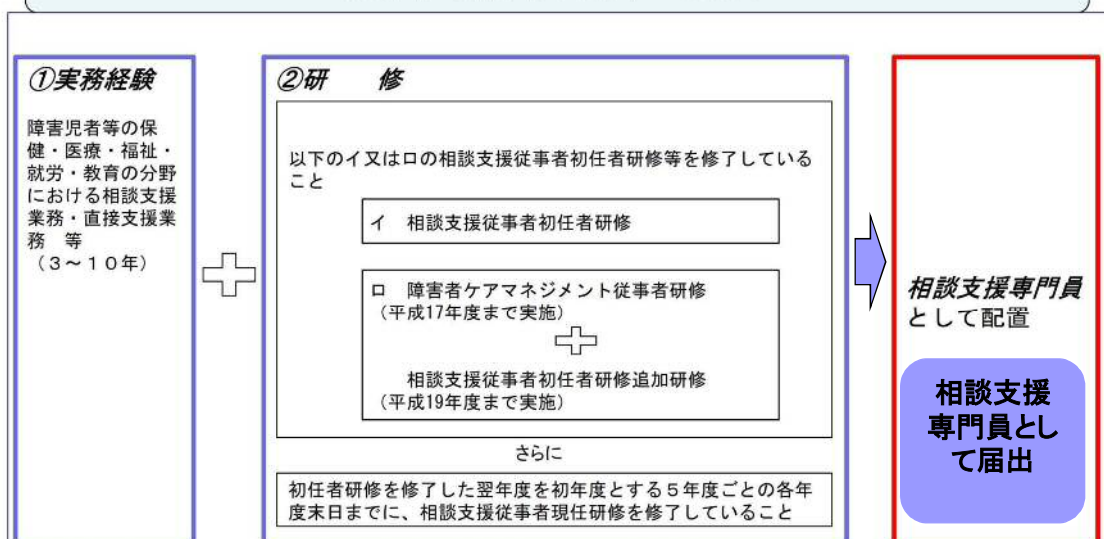 ①実務経験
障害児者等の保
健・医療・福祉・
就労・教育の分野
における相談支援
業務・直接支援業
務　等
（３～１０年）
②研　　修
以下のイ又はロの相談支援従事者初任者研修等を修了している
こと
イ　相談支援従事者初任者研修
ロ　障害者ケアマネジメント従事者研修
（平成17年度まで実施）
相談支援従事者初任者研修追加研修
（平成19年度まで実施）
さらに
初任者研修を修了した翌年度を初年度とする５年度ごとの各年
度末日までに、相談支援従事者現任研修を修了していること
相談支援専門員
として配置
相談支援
専門員とし
て届出